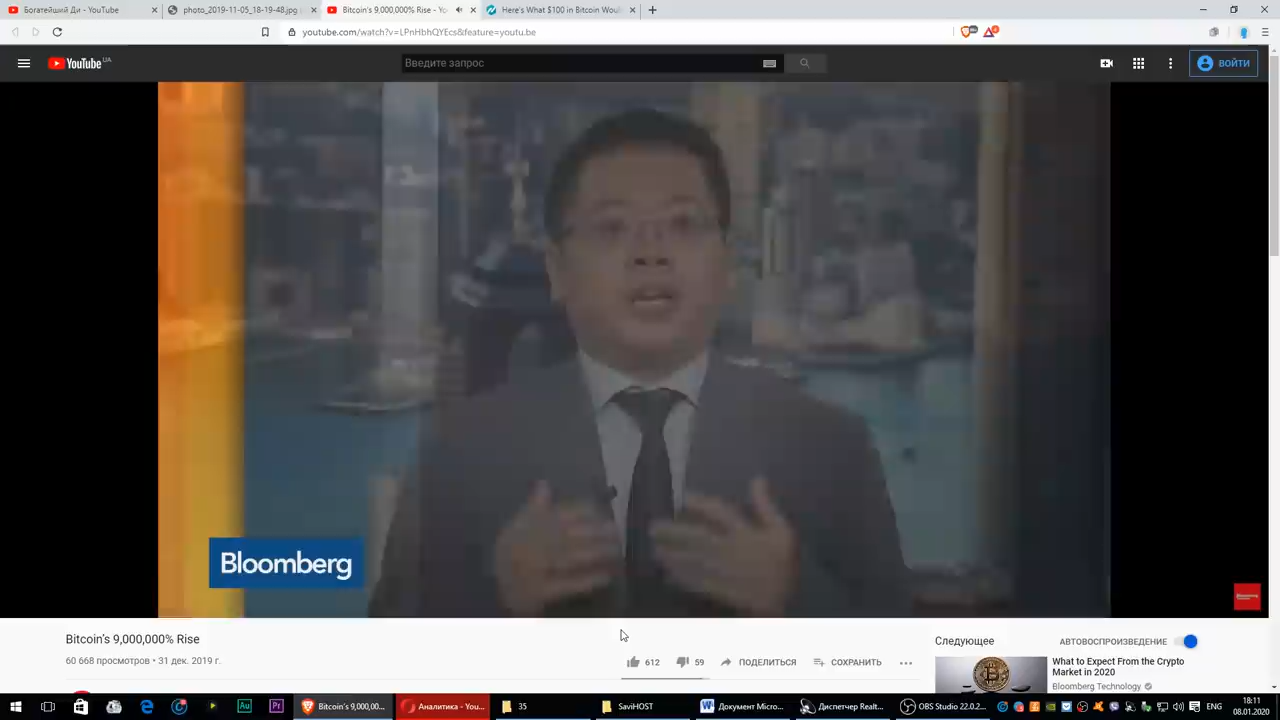 Богатейший Ди - YouTube
photo_2019-11-05_18-19-48.jpg
Bitcoin's 9,000,000% Rise - Yo
Here's What $100 in Bitcoin Woul
youtube.com/watch?v=LPnHbhQYEcs&feature=youtu.be
YouTube UA
Введите запрос
ВОЙТИ
Bloomberg
Bitcoin's 9,000,000% Rise
60 668 просмотров • 31 дек. 2019 г.
612
59
ПОДЕЛИТЬСЯ
СОХРАНИТЬ
Следующее
АВТОВОСПРОИЗВЕДЕНИЕ
What to Expect From the Crypto
Market in 2020
Bloomberg Technology
Bitcoin's 9,000,00...
Аналитика - You...
35
SaviHOST
Документ Micro...
Диспетчер Realt...
OBS Studio 22.0.2...
ENG
18:11
08.01.2020